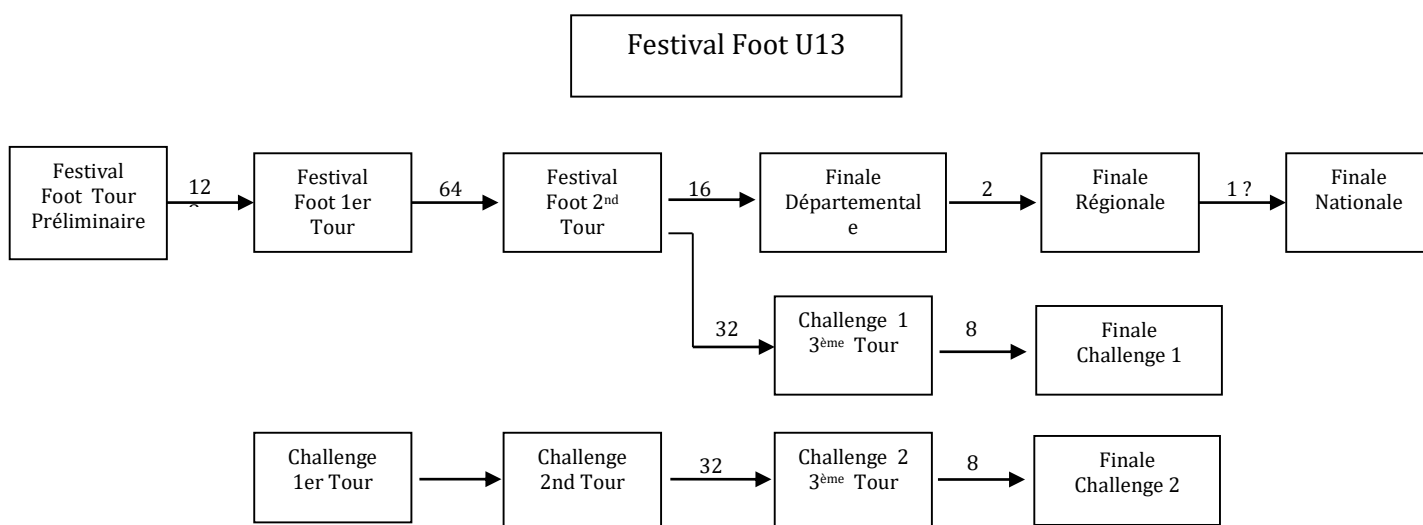 Festival Foot U13
Festival
Foot Tour
Préliminaire
12
Festival
Foot 1er
Tour
64
Festival
Foot 2nd
Tour
16
Finale
Départementale
e
2
Finale
Régionale
1 ?
Finale
Nationale
32
Challenge 1
3ème Tour
8
Finale
Challenge 1
Challenge
1er Tour
Challenge
2nd Tour
32
Challenge 2
3ème Tour
8
Finale
Challenge 2